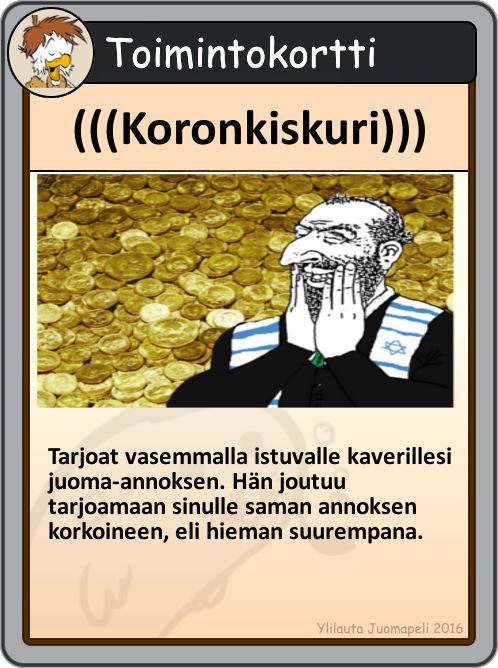 Toimintokortti
(((Koronkiskuri)))
Tarjoat vasemmalla istuvalle kaverillesi
juoma-annoksen. Hän joutuu
tarjoamaan sinulle saman annoksen
korkoineen, eli hieman suurempana.
Ylilauta Juomapeli 2016